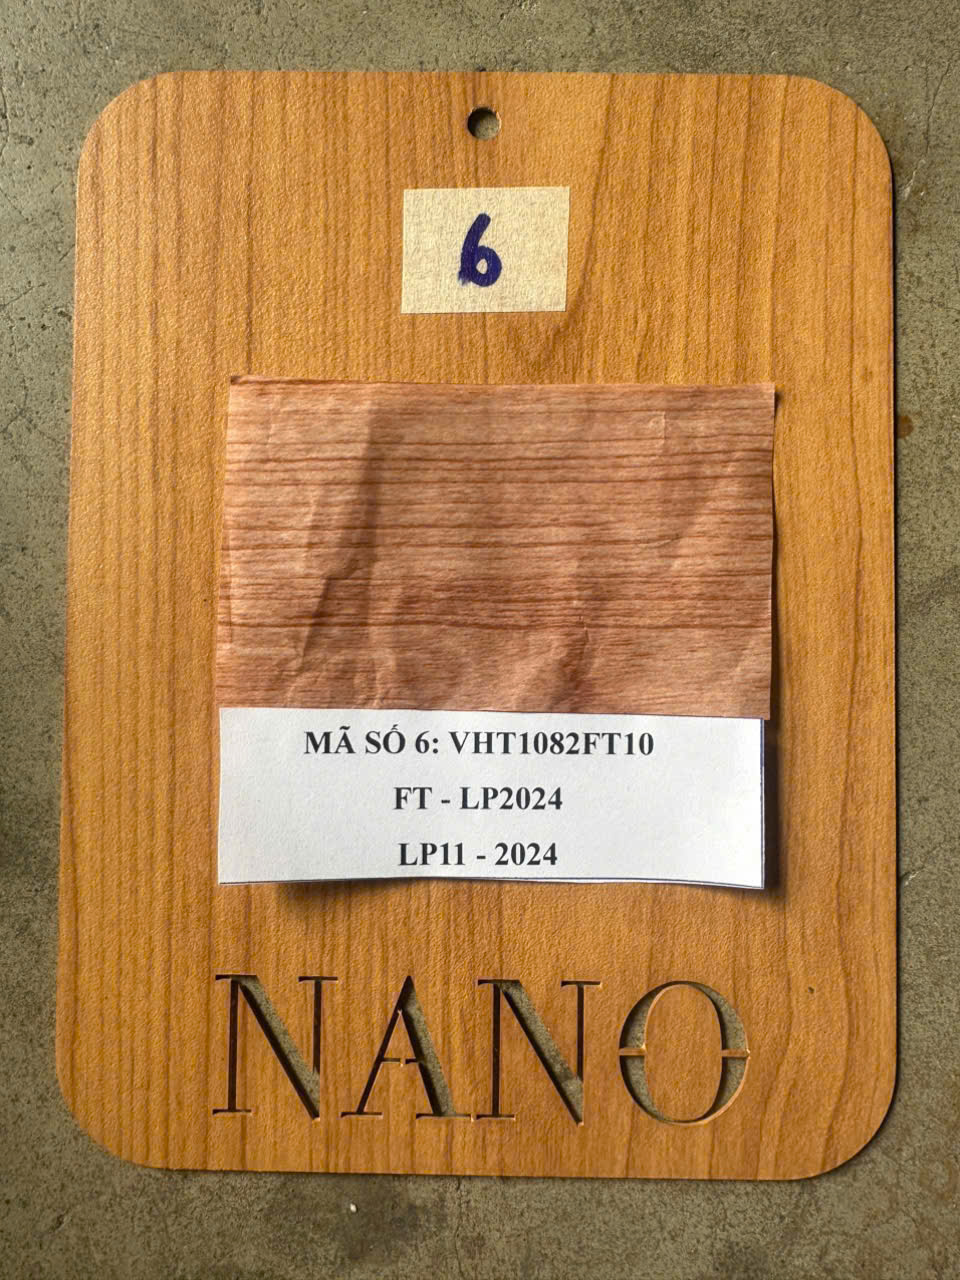 6
MÃ SỐ 6: VHT1082FT10
FT - LP2024
LP11 - 2024
NANO